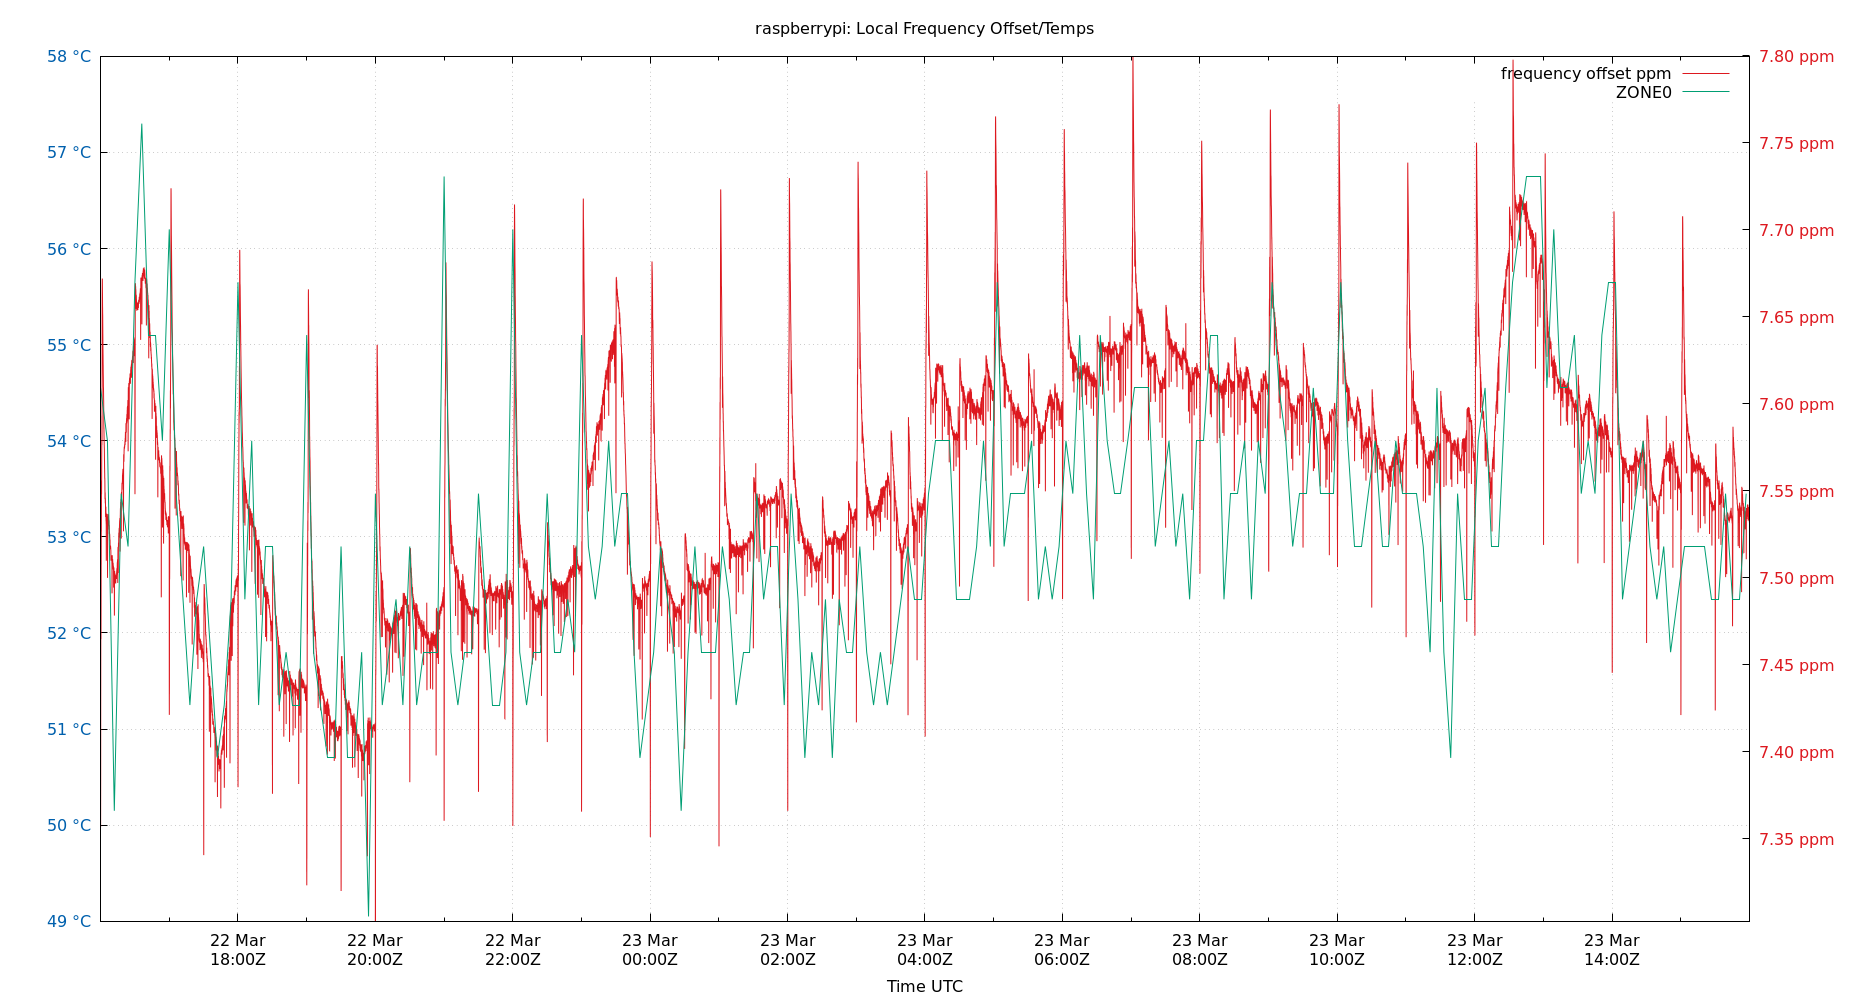 raspberrypi: Local Frequency Offset/Temps
58 °C
57 °C
56 °C
55 °C
54 °C
53 °C
52 °C
51 °C
50 °C
49 °C
7.80 ppm
7.75 ppm
7.70 ppm
7.65 ppm
7.60 ppm
7.55 ppm
7.50 ppm
7.45 ppm
7.40 ppm
7.35 ppm
frequency offset ppm
ZONE0
22 Mar
18:00Z
22 Mar
20:00Z
22 Mar
22:00Z
23 Mar
00:00Z
23 Mar
02:00Z
23 Mar
04:00Z
23 Mar
06:00Z
23 Mar
08:00Z
23 Mar
10:00Z
23 Mar
12:00Z
23 Mar
14:00Z
Time UTC